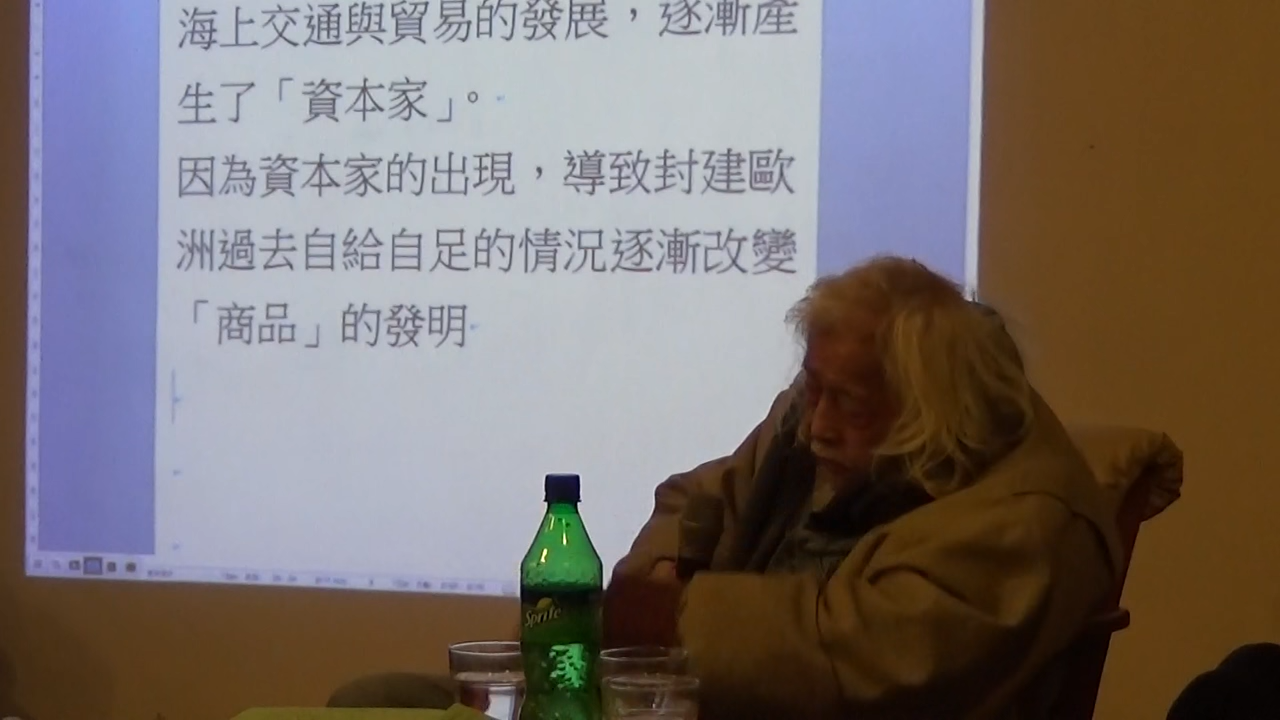 海上交通與貿易的發展，逐漸產
生了「資本家」。
因為資本家的出現，導致封建歐
洲過去自給自足的情況逐漸改變
「商品」的發明
Sprite